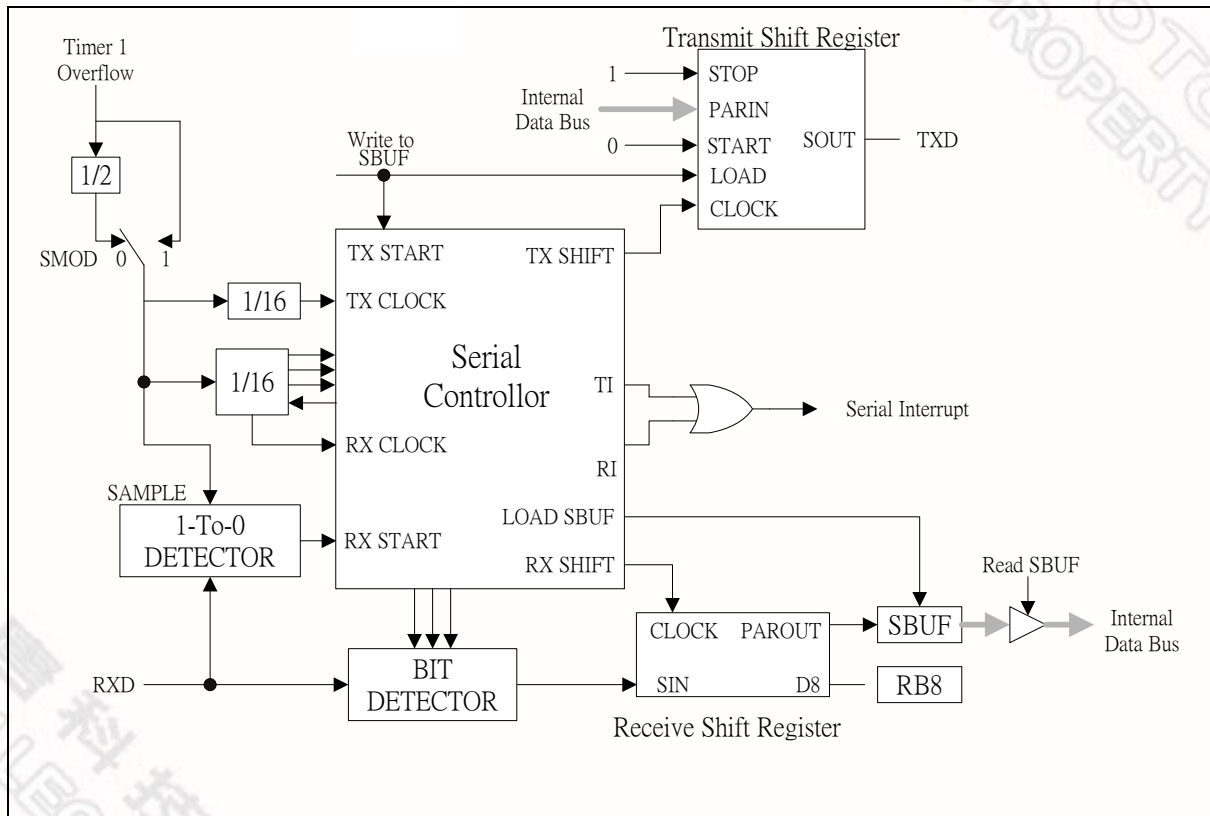 Timer 1
Overflow
1/2
SMOD 0 1
1/16
1/16
SAMPLE
1-To-0
DETECTOR
RXD
Write to
SBUF
TX START
TX SHIFT
TX CLOCK
Serial
Controllor
TI
RX CLOCK
RI
LOAD SBUF
RX START
RX SHIFT
BIT
DETECTOR
Transmit Shift Register
1
STOP
Internal
Data Bus
PARIN
0
START
SOUT
TXD
LOAD
CLOCK
Serial Interrupt
CLOCK
PAROUT
SIN
D8
Receive Shift Register
SBUF
RB8
Read SBUF
Internal
Data Bus
PROPERTY
科技